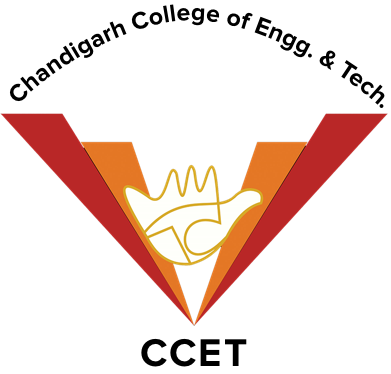 Chandigarh College of Engg. & Tech.
CCET